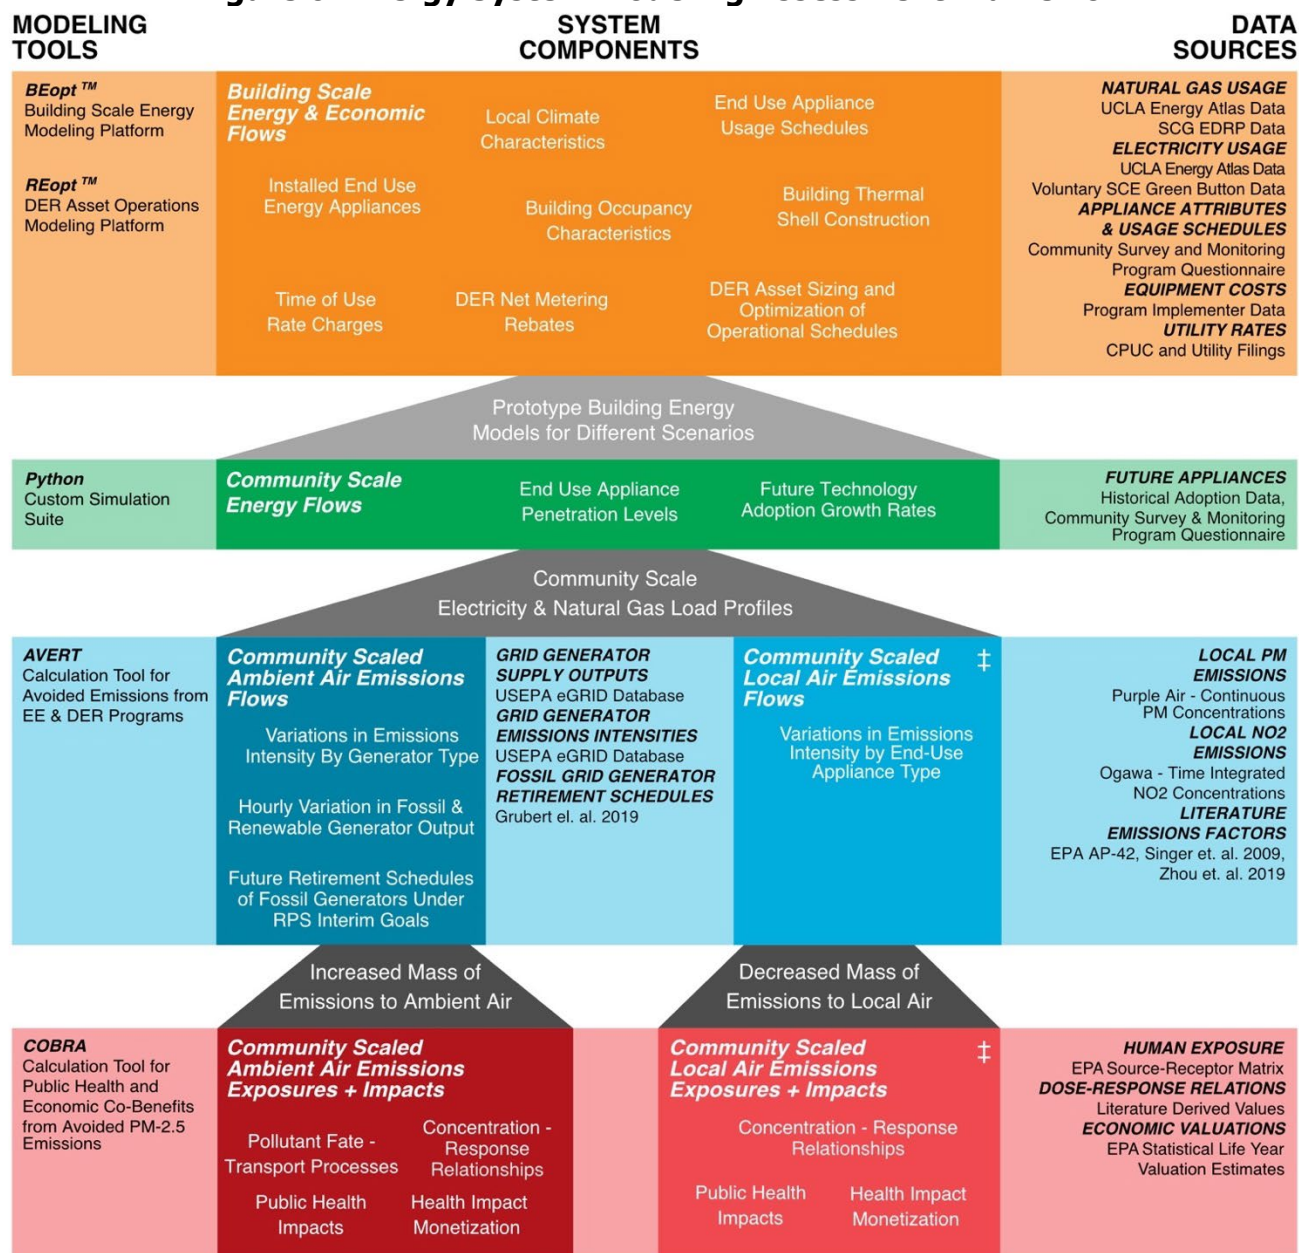 MODELING
TOOLS
SYSTEM
COMPONENTS
DATA
SOURCES
BEopt TM
Building Scale Energy
Modeling Platform
REopt TM
DER Asset Operations
Modeling Platform
Building Scale
Energy & Economic
Flows
Local Climate
Characteristics
End Use Appliance
Usage Schedules
Installed End Use
Energy Appliances
Building Occupancy
Characteristics
Building Thermal
Shell Construction
Time of Use
Rate Charges
DER Net Metering
Rebates
DER Asset Sizing and
Optimization of
Operational Schedules
NATURAL GAS USAGE
UCLA Energy Atlas Data
SCG EDRP Data
ELECTRICITY USAGE
UCLA Energy Atlas Data
Voluntary SCE Green Button Data
APPLIANCE ATTRIBUTES
& USAGE SCHEDULES
Community Survey and Monitoring
Program Questionnaire
EQUIPMENT COSTS
Program Implementer Data
UTILITY RATES
CPUC and Utility Filings
Prototype Building Energy
Models for Different Scenarios
Python
Custom Simulation
Suite
Community Scale
Energy Flows
End Use Appliance
Penetration Levels
Future Technology
Adoption Growth Rates
FUTURE APPLIANCES
Historical Adoption Data,
Community Survey & Monitoring
Program Questionnaire
Community Scale
Electricity & Natural Gas Load Profiles
AVERT
Calculation Tool for
Avoided Emissions from
EE & DER Programs
Community Scaled
Ambient Air Emissions
Flows
Variations in Emissions
Intensity By Generator Type
Hourly Variation in Fossil &
Renewable Generator Output
Future Retirement Schedules
of Fossil Generators Under
RPS Interim Goals
GRID GENERATOR
SUPPLY OUTPUTS
USEPA eGRID Database
GRID GENERATOR
EMISSIONS INTENSITIES
USEPA eGRID Database
FOSSIL GRID GENERATOR
RETIREMENT SCHEDULES
Grubert el. al. 2019
Community Scaled ‡
Local Air Emissions
Flows
Variations in Emissions
Intensity by End-Use
Appliance Type
LOCAL PM
EMISSIONS
Purple Air - Continuous
PM Concentrations
LOCAL NO2
EMISSIONS
Ogawa - Time Integrated
NO2 Concentrations
LITERATURE
EMISSIONS FACTORS
EPA AP-42, Singer et. al. 2009,
Zhou et. al. 2019
Increased Mass of
Emissions to Ambient Air
Decreased Mass of
Emissions to Local Air
COBRA
Calculation Tool for
Public Health and
Economic Co-Benefits
from Avoided PM-2.5
Emissions
Community Scaled
Ambient Air Emissions
Exposures + Impacts
Pollutant Fate -
Transport Processes
Concentration -
Response
Relationships
Public Health
Impacts
Health Impact
Monetization
Community Scaled ‡
Local Air Emissions
Exposures + Impacts
Concentration - Response
Relationships
Public Health
Impacts
Health Impact
Monetization
HUMAN EXPOSURE
EPA Source-Receptor Matrix
DOSE-RESPONSE RELATIONS
Literature Derived Values
ECONOMIC VALUATIONS
EPA Statistical Life Year
Valuation Estimates